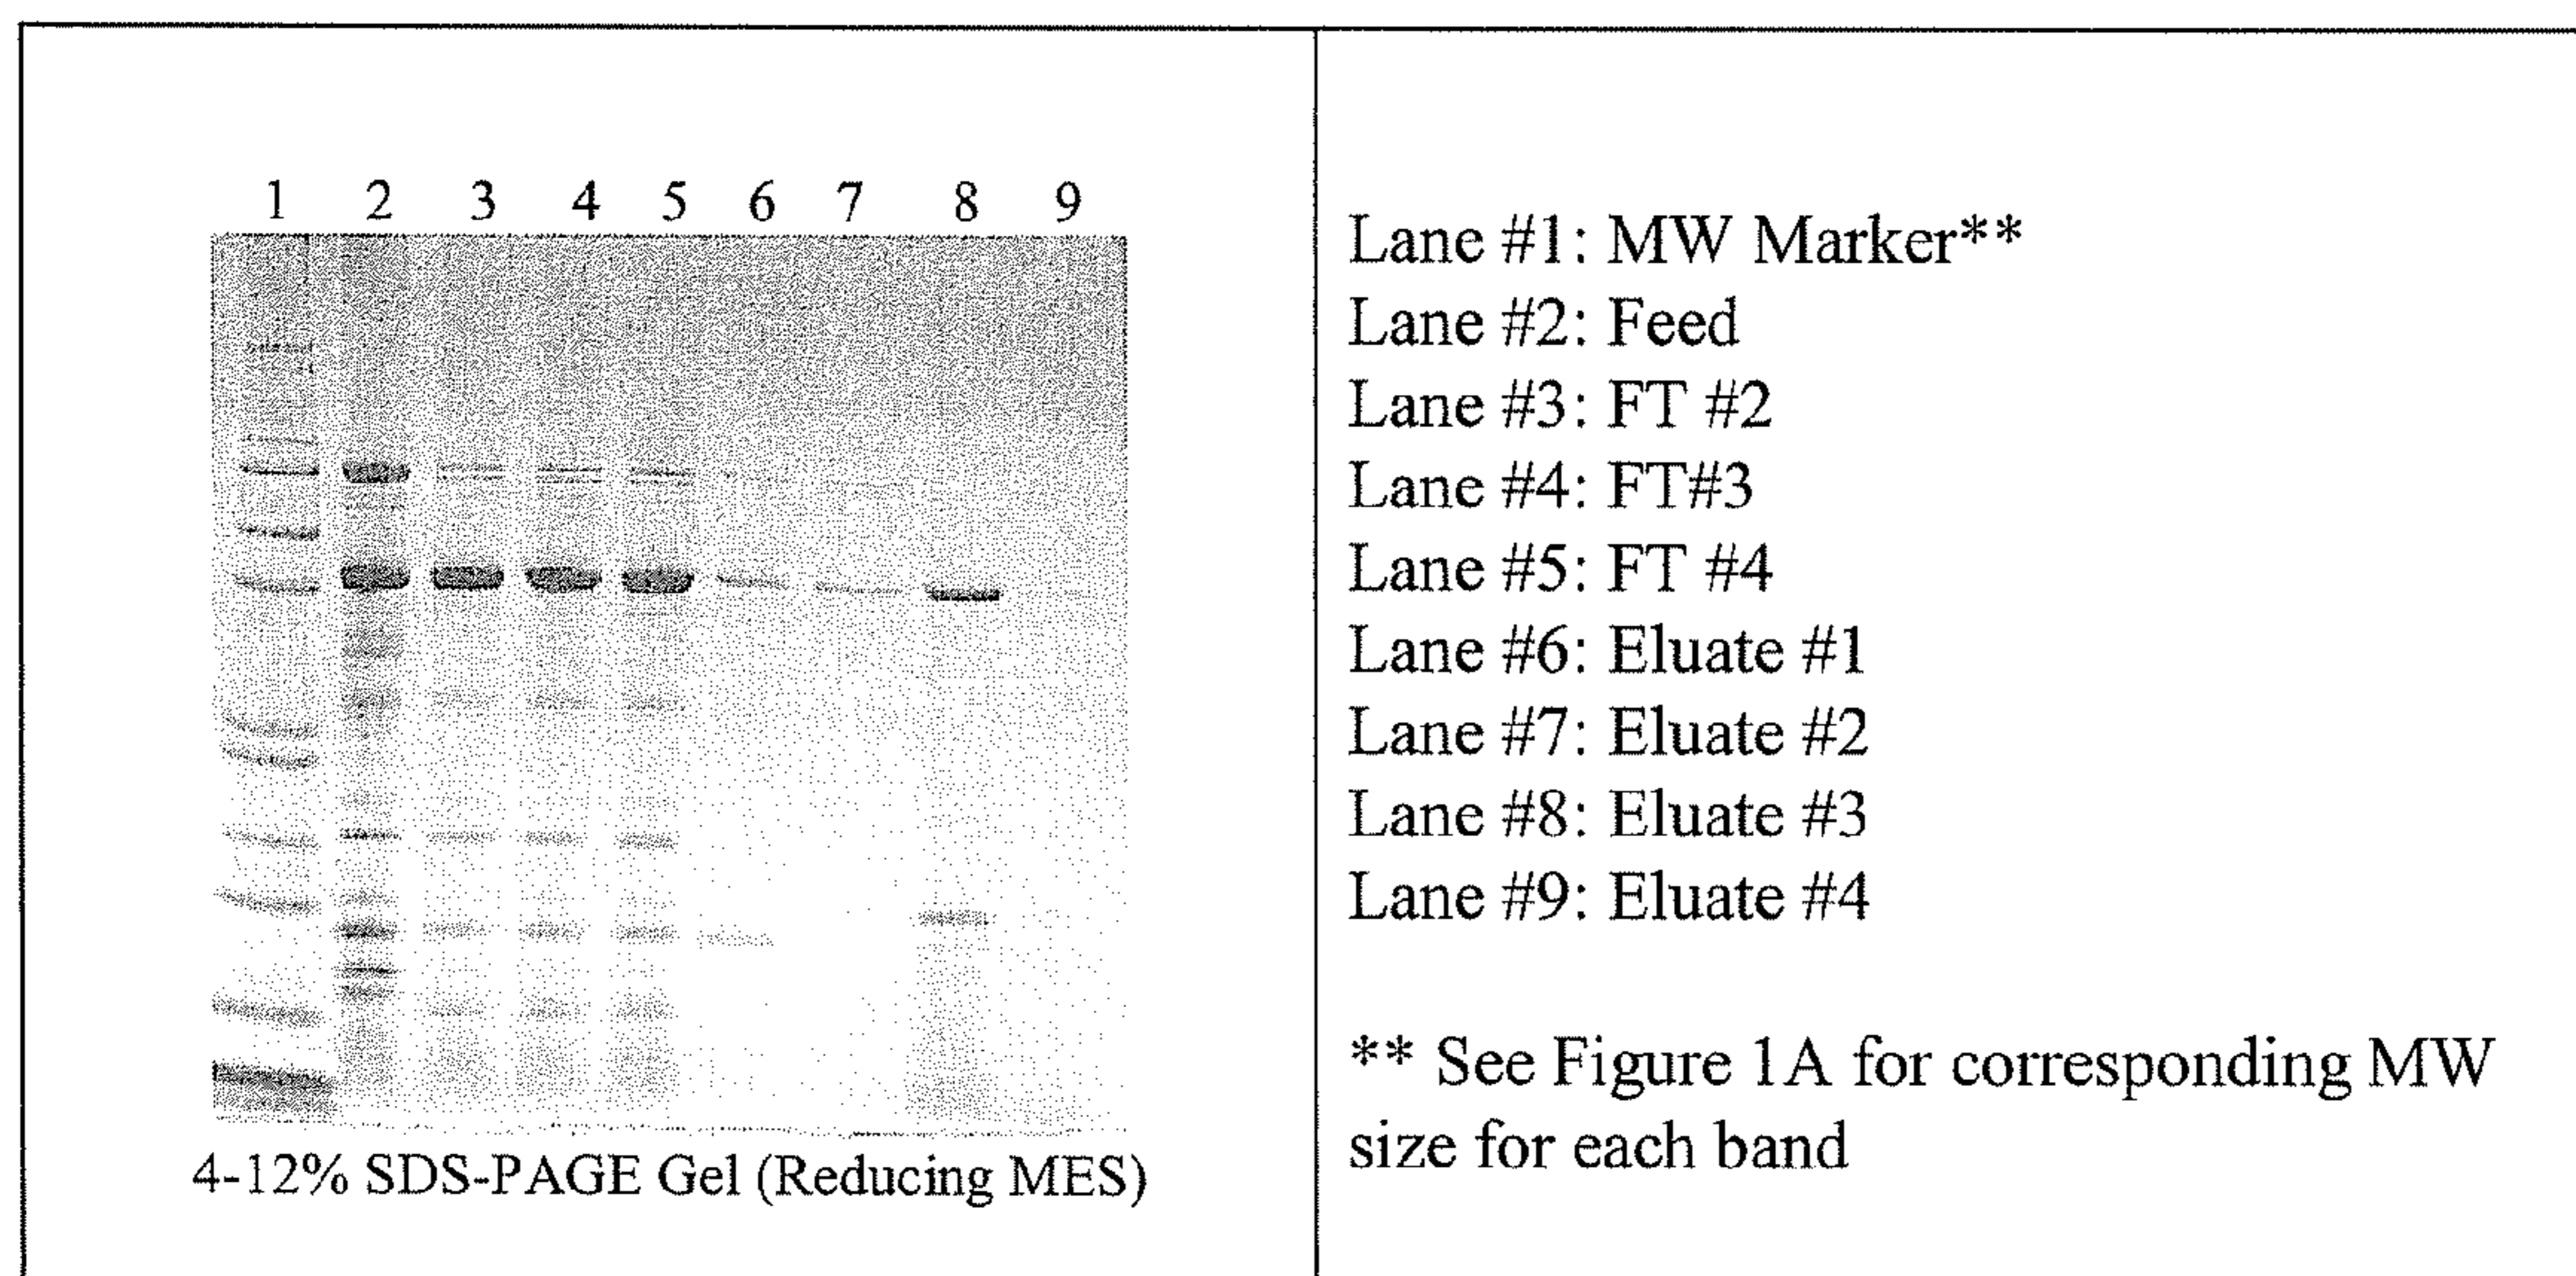 1 2 3 4 5 6 7 8 9
4-12% SDS-PAGE Gel (Reducing MES)
Lane #1: MW Marker**
Lane #2: Feed
Lane #3: FT #2
Lane #4: FT#3
Lane #5: FT #4
Lane #6: Eluate #1
Lane #7: Eluate #2
Lane #8: Eluate #3
Lane #9: Eluate #4
** See Figure 1A for corresponding MW
size for each band